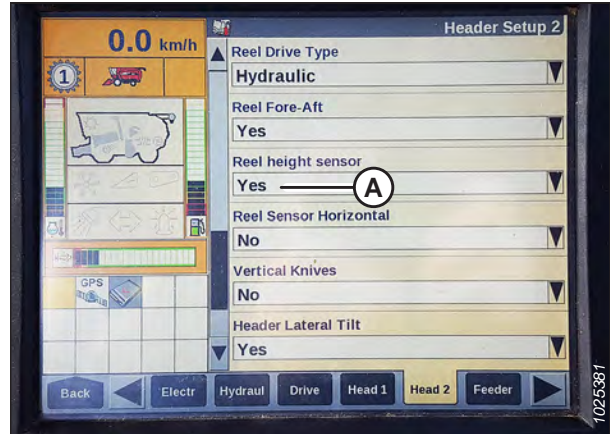 Header Setup 2
0.0 km/h
1
Reel Drive Type
Hydraulic
Reel Fore-Aft
Yes
Reel height sensor
Yes
A
Reel Sensor Horizontal
No
Vertical Knives
No
Header Lateral Tilt
Yes
GPS
Back
Electr
Hydraul
Drive
Head 1
Head 2
Feeder
1025381